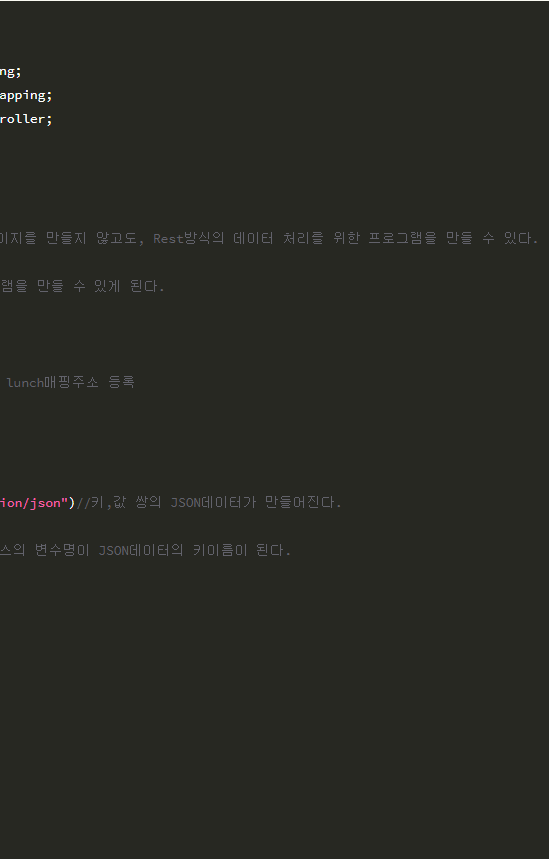 ng;
apping;
roller;
이지를 만들지 않고도, Rest방식의 데이터 처리를 위한 프로그램을 만들 수 있다.
램을 만들 수 있게 된다.
lunch매핑주소 등록
ion/json")//키,값 쌍의 JSON데이터가 만들어진다.
스의 변수명이 JSON데이터의 키이름이 된다.